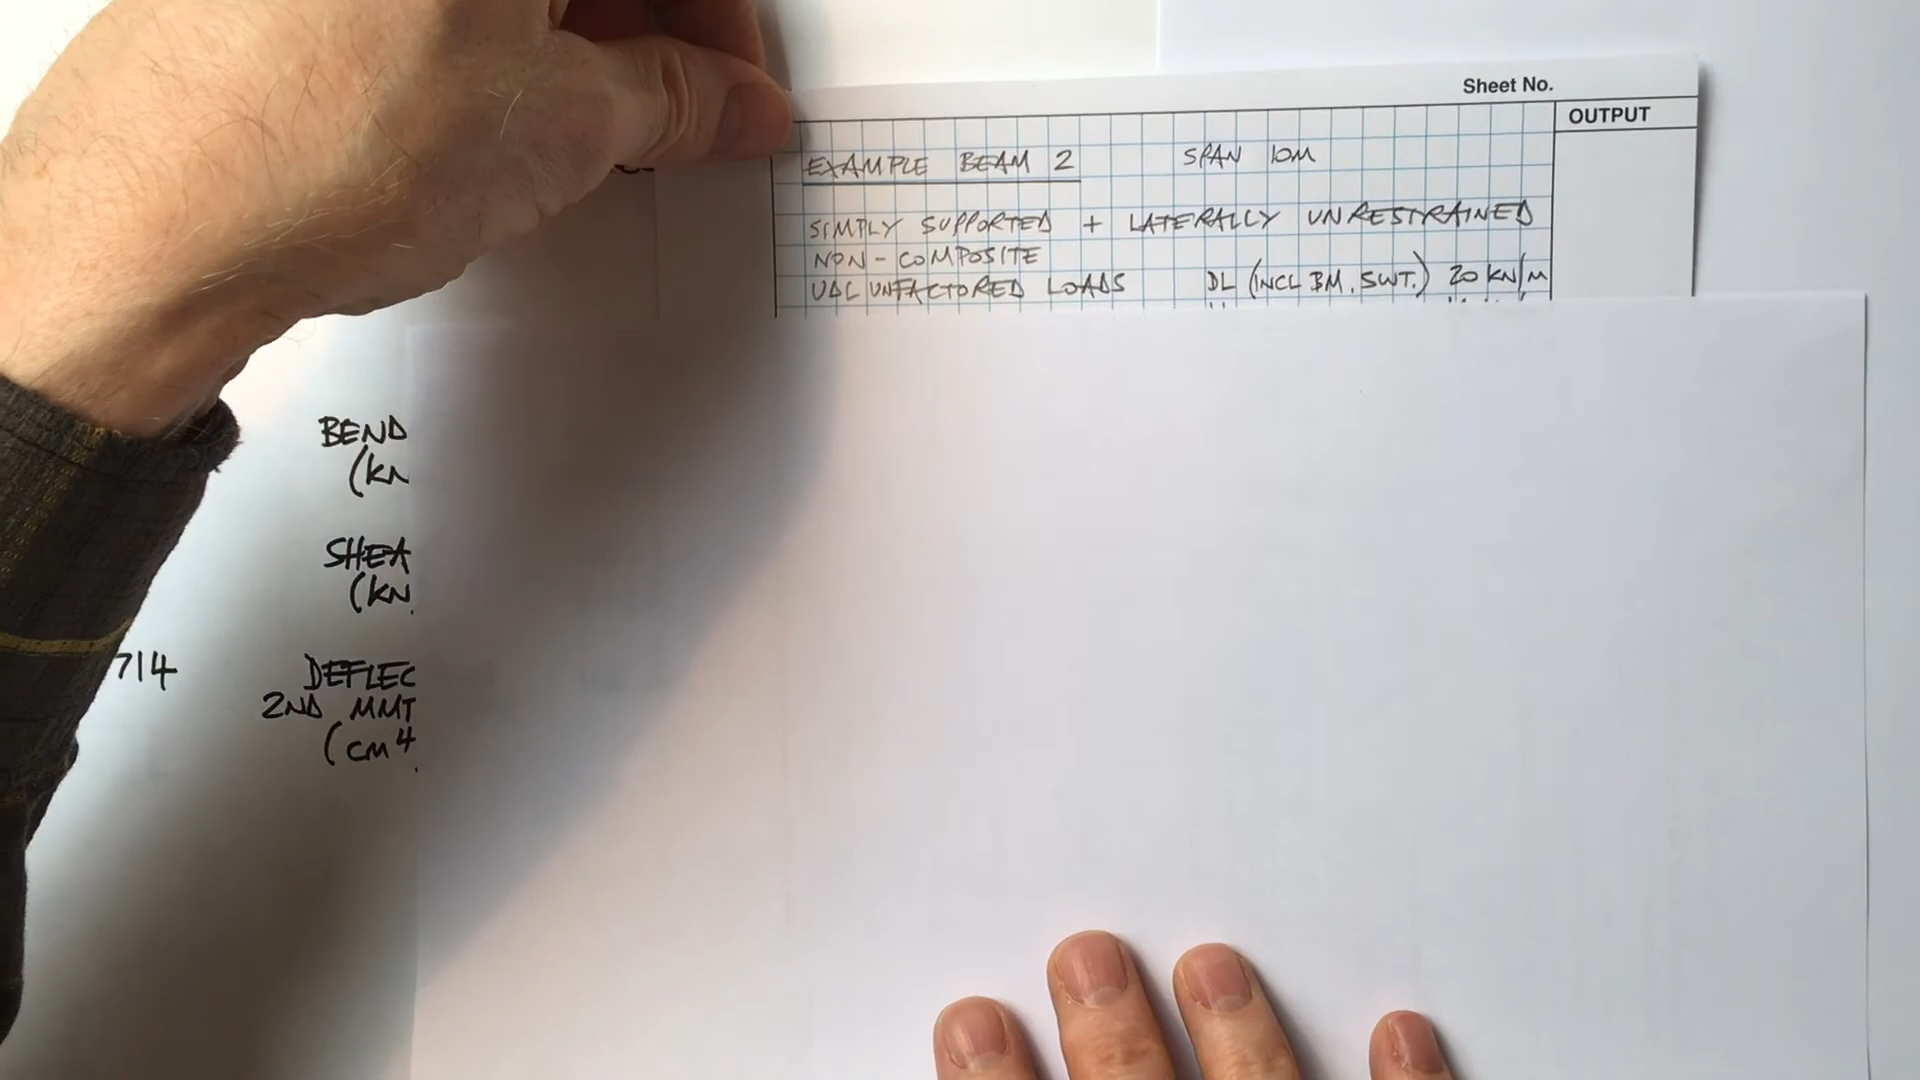 Sheet No.
OUTPUT
EXAMPLE BEAM 2 SPAN 10M
SIMPLY SUPPORTED + LATERALLY UNRESTRAINED
NON-COMPOSITE
UDL UNFACTORED LOADS DL (INCL BM. SWT.) 20 KN/M
BEND
(KN
SHEA
(KN
714
DEFLEC
2ND MMT
(CM4